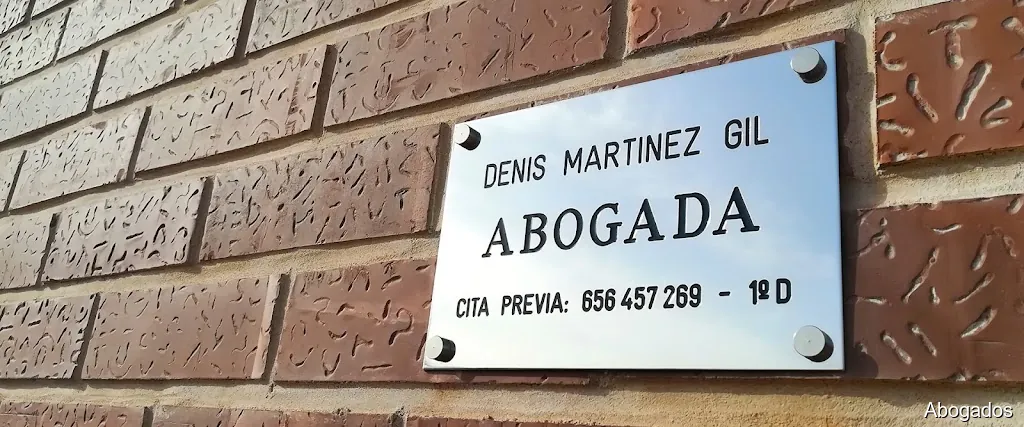 DENIS MARTINEZ GIL
ABOGADA
CITA PREVIA: 656 457 269 - 1º D
Abogados